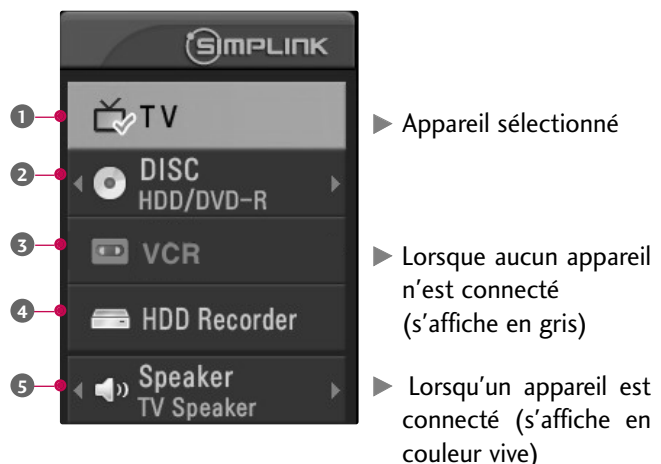 SIMPLINK
1 TV
Appareil sélectionné
2 DISC
HDD/DVD-R
3 VCR
Lorsque aucun appareil
n'est connecté
(s'affiche en gris)
4 HDD Recorder
5 Speaker
TV Speaker
Lorsqu'un appareil est
connecté (s'affiche en
couleur vive)